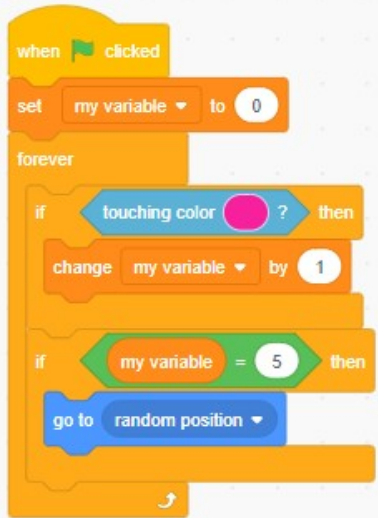 when clicked
set my variable to 0
forever
if touching color ? then
change my variable by 1
if my variable = 5 then
go to random position